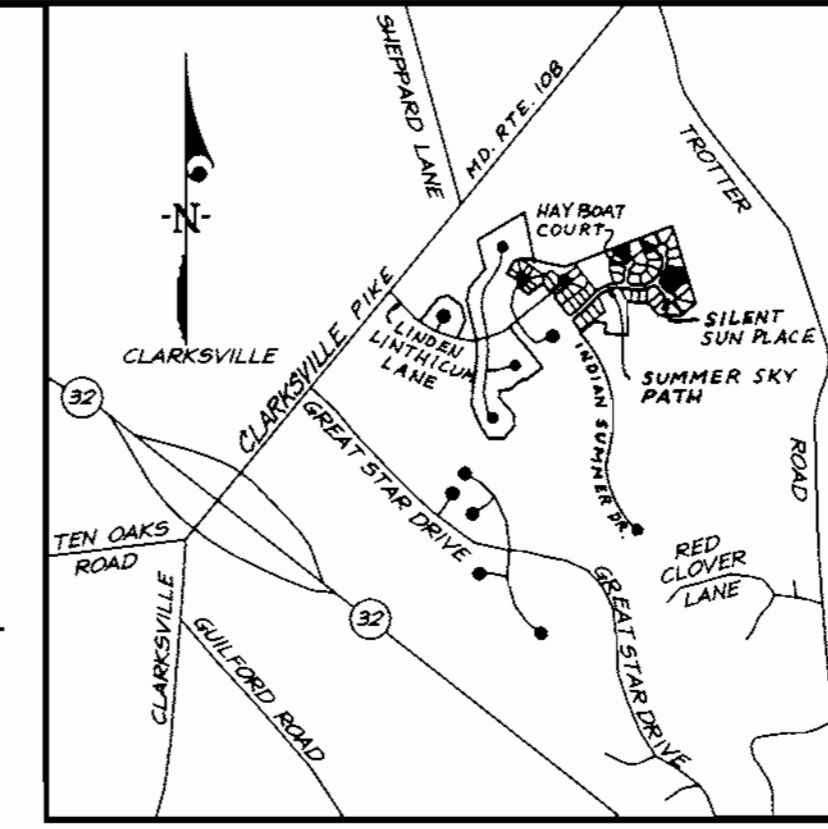 SHEPPARD LANE
MD. RTE. 108
TROTTER
-N-
HAY BOAT
COURT
CLARKSVILLE
CLARKSVILLE PIKE
LINDEN
LINTHICUM
LANE
SILENT
SUN PLACE
SUMMER SKY
PATH
INDIAN SUMMER DR.
32
GREAT STAR DRIVE
ROAD
TEN OAKS
ROAD
RED
CLOVER
LANE
CLARKSVILLE
GUILFORD ROAD
32
GREAT STAR DRIVE